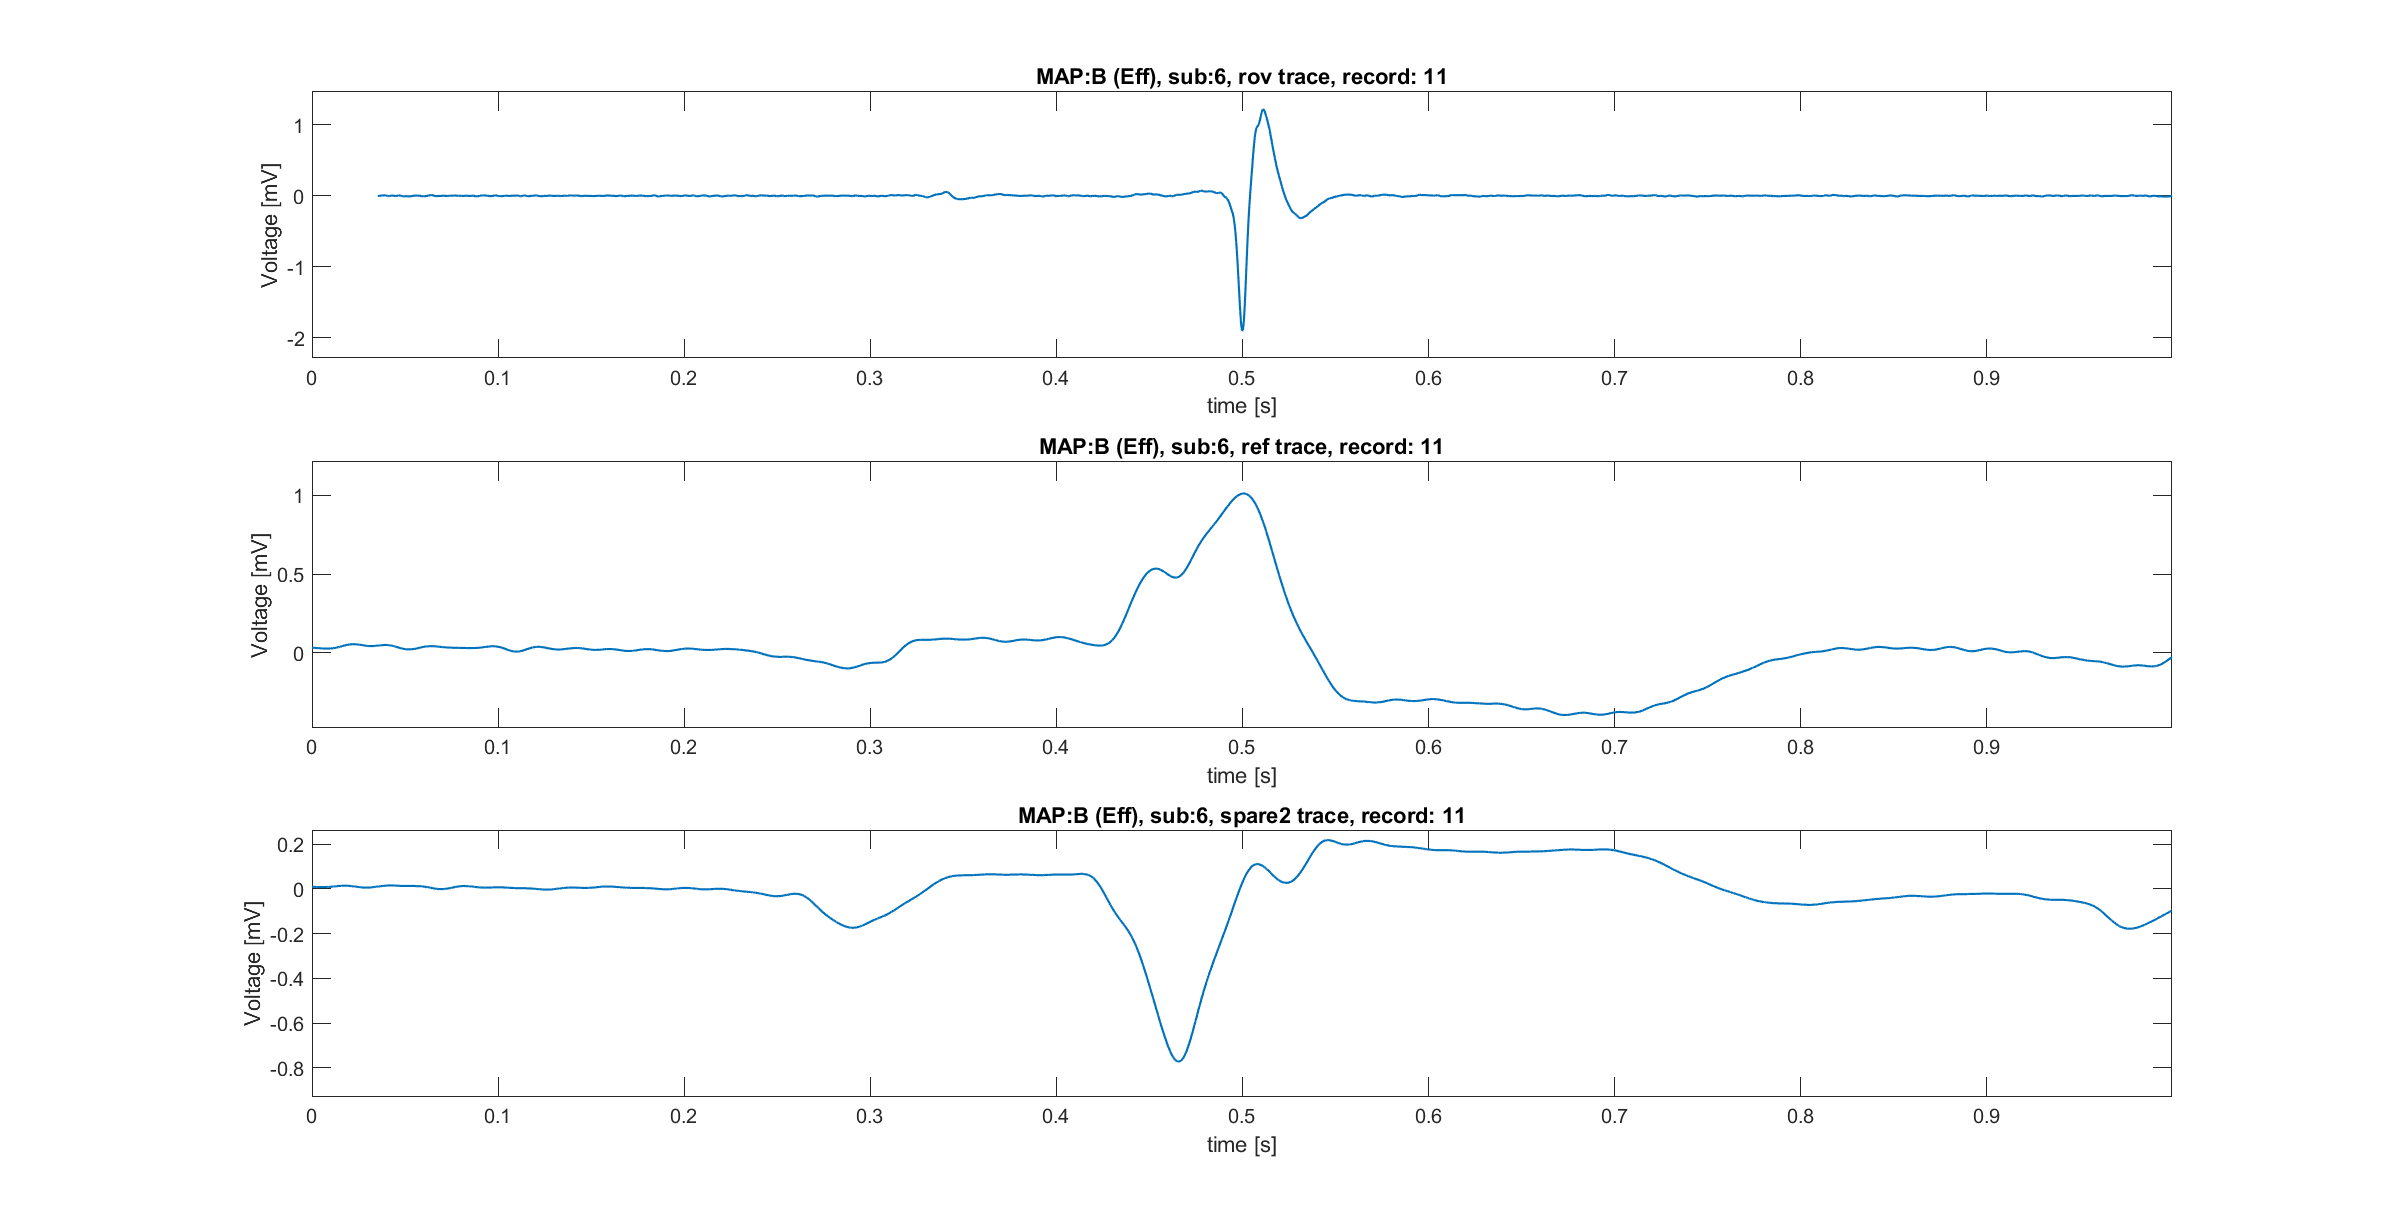 MAP:B (Eff), sub:6, rov trace, record: 11
Voltage [mV]
1
0
-1
-2
0 0.1 0.2 0.3 0.4 0.5 0.6 0.7 0.8 0.9
time [s]
MAP:B (Eff), sub:6, ref trace, record: 11
Voltage [mV]
1
0.5
0
0 0.1 0.2 0.3 0.4 0.5 0.6 0.7 0.8 0.9
time [s]
MAP:B (Eff), sub:6, spare2 trace, record: 11
Voltage [mV]
0.2
0
-0.2
-0.4
-0.6
-0.8
0 0.1 0.2 0.3 0.4 0.5 0.6 0.7 0.8 0.9
time [s]